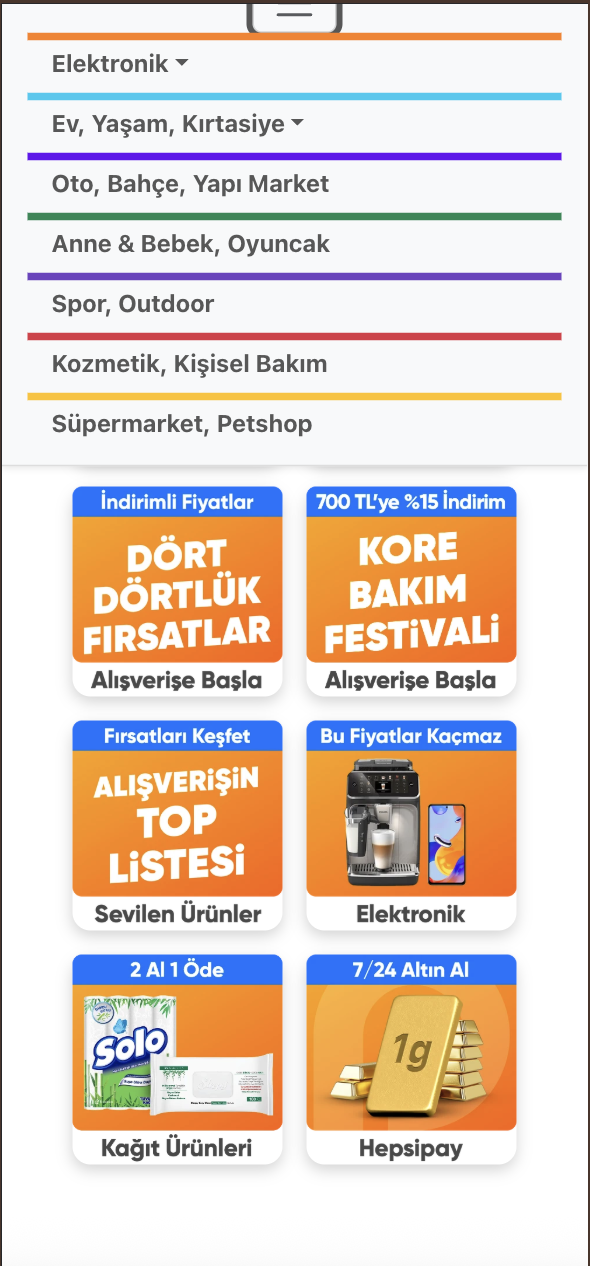 Elektronik
Ev, Yaşam, Kırtasiye
Oto, Bahçe, Yapı Market
Anne & Bebek, Oyuncak
Spor, Outdoor
Kozmetik, Kişisel Bakım
Süpermarket, Petshop
İndirimli Fiyatlar
DÖRT
DÖRTLÜK
FIRSATLAR
Alışverişe Başla
700 TL'ye %15 İndirim
KORE
BAKIM
FESTİVALİ
Alışverişe Başla
Fırsatları Keşfet
ALIŞVERİŞİN
TOP
LİSTESİ
Sevilen Ürünler
Bu Fiyatlar Kaçmaz
Elektronik
2 Al 1 Öde
Solo
Kağıt Ürünleri
7/24 Altın Al
1g
Hepsipay